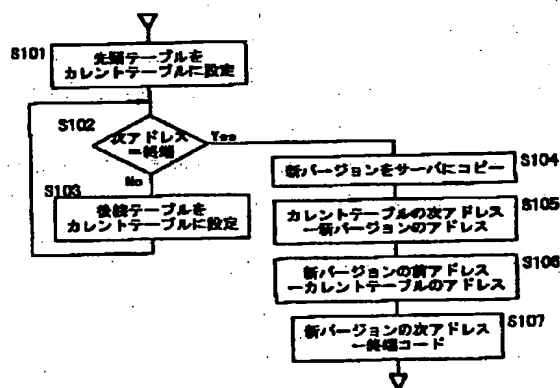 S101
先頭テーブルを
カレントテーブルに設定
S102
次アドレス
=終端
Yes
No
S103
後続テーブルを
カレントテーブルに設定
S104
新バージョンをサーバにコピー
S105
カレントテーブルの次アドレス
←新バージョンのアドレス
S106
新バージョンの前アドレス
←カレントテーブルのアドレス
S107
新バージョンの次アドレス
←終端コード